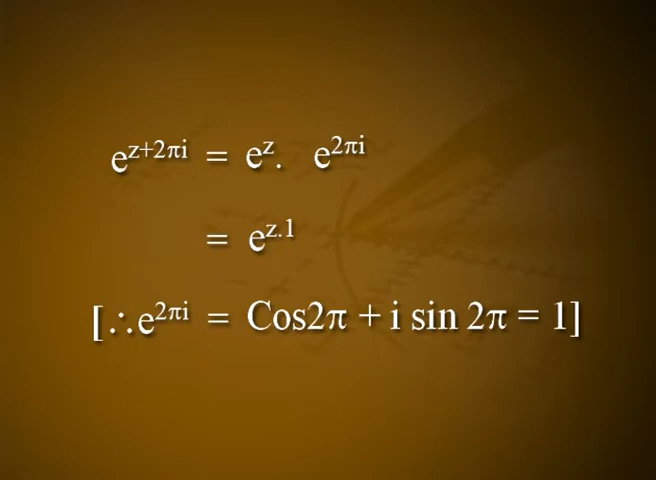 e^{z+2πi} = e^{z}. e^{2πi}
= e^{z.1}
[∴e^{2πi} = Cos2π + i sin 2π = 1]